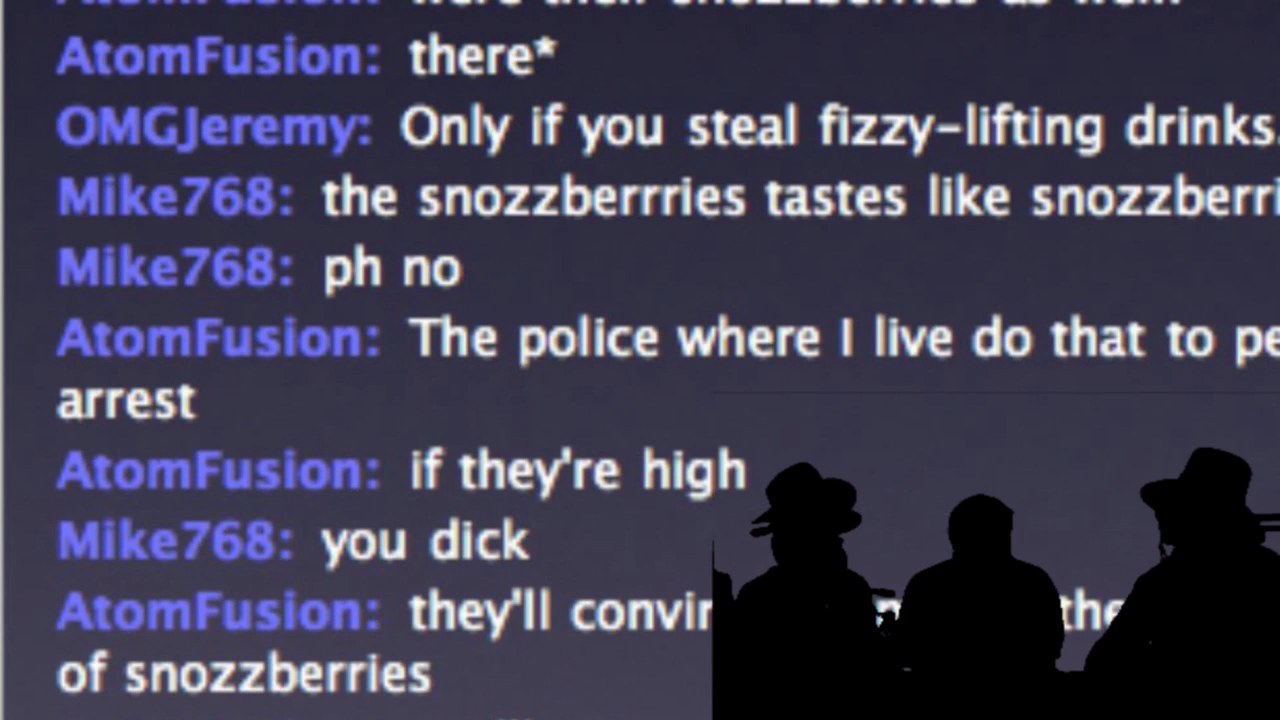 AtomFusion: there*
OMGJeremy: Only if you steal fizzy-lifting drinks.
Mike768: the snozzberrries tastes like
Mike768: ph no
AtomFusion: The police where I live do that to
arrest
AtomFusion: if they're high
Mike768: you dick
AtomFusion: they'll
of snozzberries